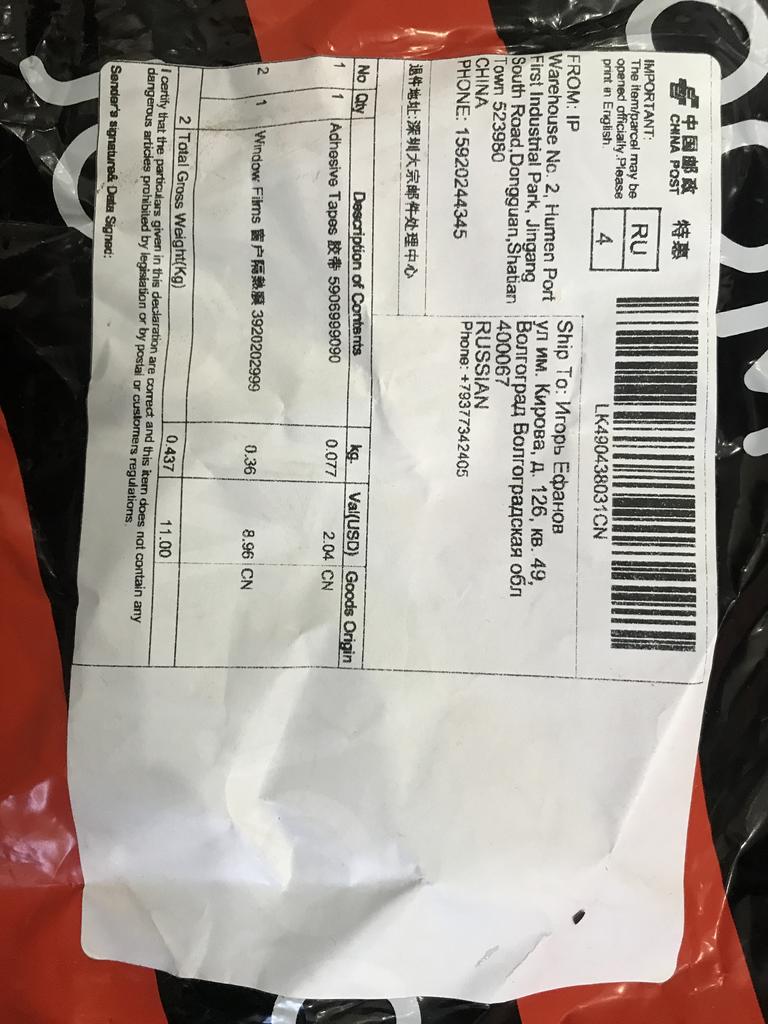 中国邮政
CHINA POST
特惠
IMPORTANT:
The item/parcel may be
opened officially.Please
print in English.
RU
4
LK490438031CN
FROM: IP
Warehouse No. 2, Humen Port
First Industrial Park, Jingang
South Road,Dongguan,Shatian
Town 523980
CHINA
PHONE: 15920244345
Ship To: Игорь Ефанов
ул им. Кирова, д. 126, кв. 49,
Волгоград Волгоградская обл
400067
RUSSIAN
Phone: +79377342405
退件地址:深圳大宗邮件处理中心
No Qty Description of Contents kg. Val(USD) Goods Origin
1 1 Adhesive Tapes 胶带 5906999090 0.077 2.04 CN
2 1 Window Films 窗户隔热膜 3920202999 0.36 8.96 CN
2 Total Gross Weight(Kg) 0.437 11.00
I certify that the particulars given in this declaration are correct and this item does not contain any
dangerous articles prohibited by legislation or by postal or customers regulations.
Sender's signature& Data Signed: